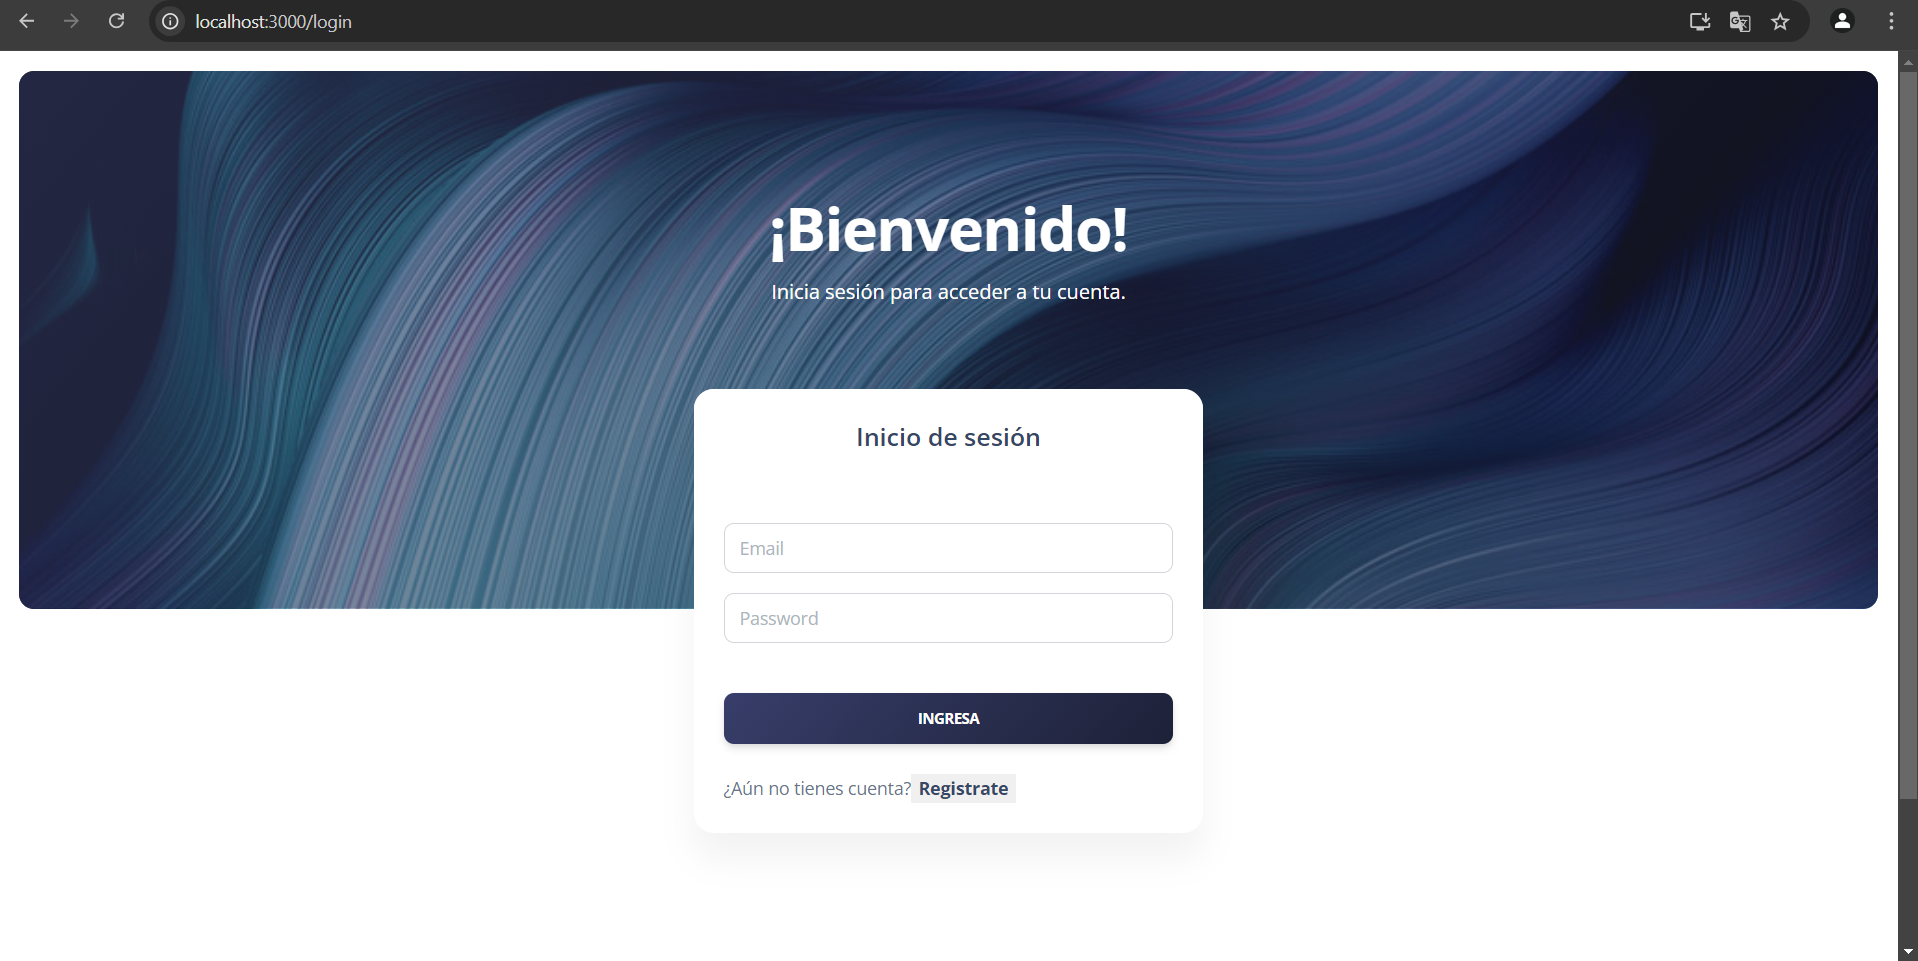 localhost:3000/login
¡Bienvenido!
Inicia sesión para acceder a tu cuenta.
Inicio de sesión
Email
Password
INGRESA
¿Aún no tienes cuenta? Registrate